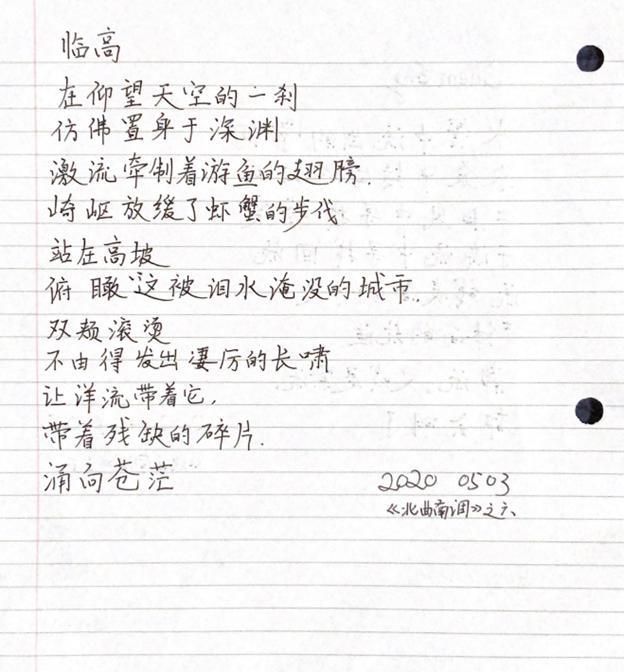 临高
在仰望天空的一刹
仿佛置身于深渊
激流牵制着游鱼的翅膀.
崎岖放缓了虾蟹的步伐
站在高坡
俯瞰这被泪水淹没的城市.
双颊滚烫
不由得发出凄厉的长啸
让洋流带着它,
带着残缺的碎片.
涌向苍茫
2020 0503
《北曲南调》之六